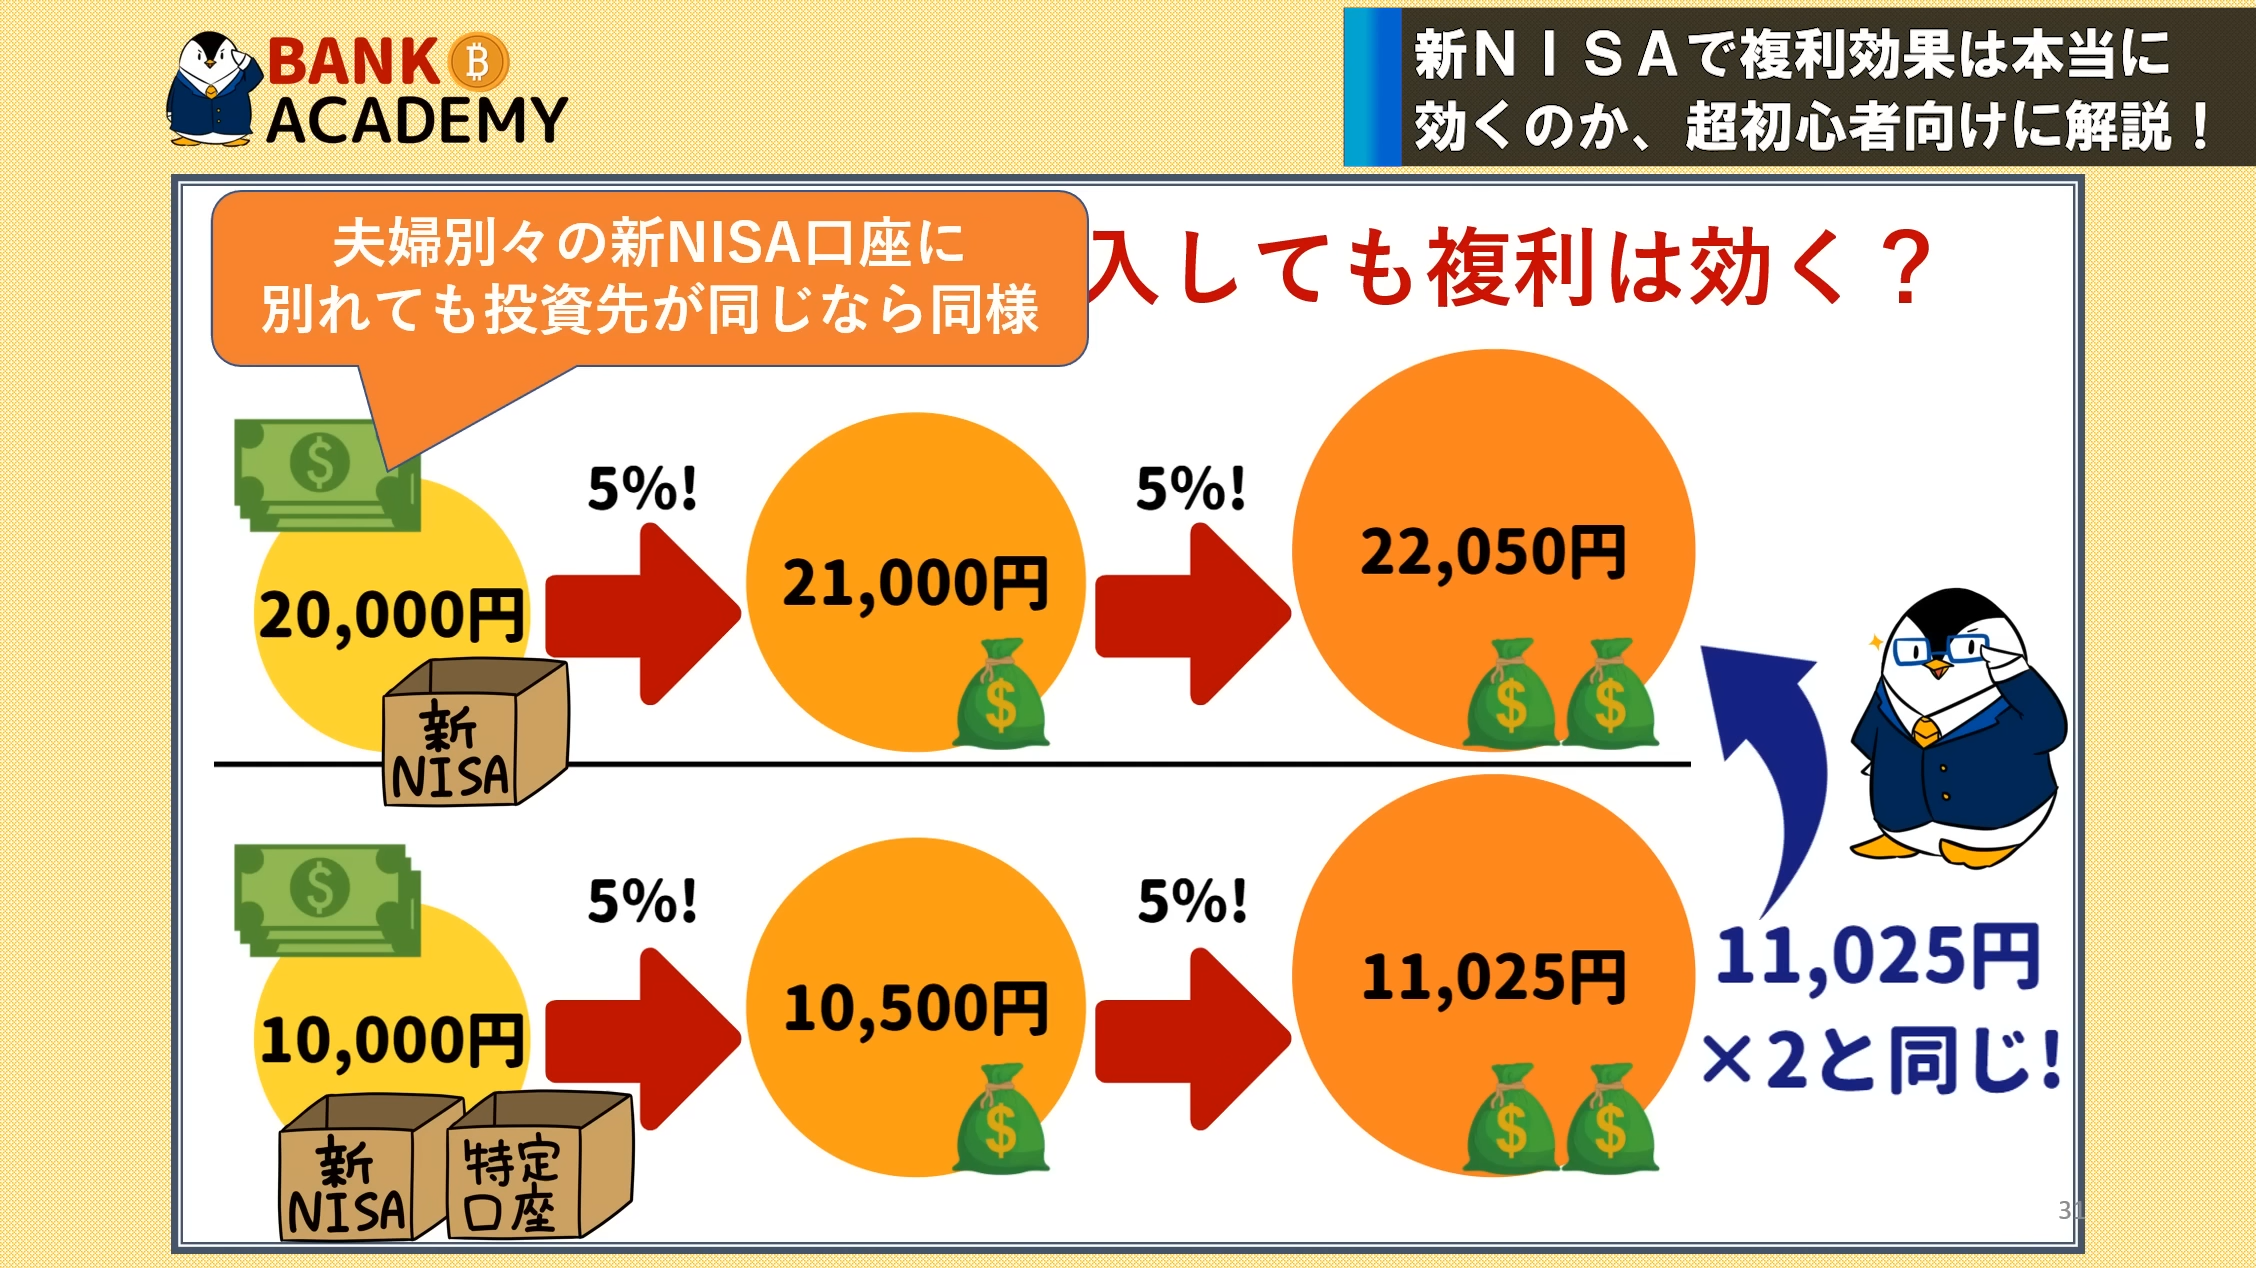 BANK
ACADEMY
新NISAで複利効果は本当に
効くのか、超初心者向けに解説！
夫婦別々の新NISA口座に
別れても投資先が同じなら同様
入しても複利は効く？
20,000円
5%!
21,000円
5%!
22,050円
新
NISA
10,000円
5%!
10,500円
5%!
11,025円
11,025円
×2と同じ!
新
NISA
特定
口座
31